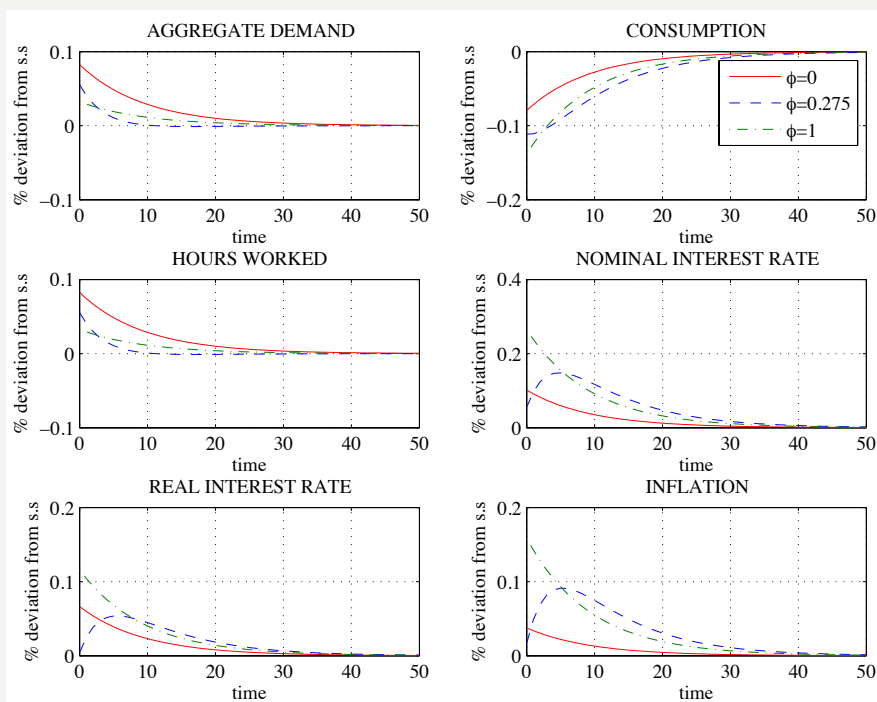 AGGREGATE DEMAND
% deviation from s.s
0.1
0
−0.1
0 10 20 30 40 50
time
CONSUMPTION
% deviation from s.s
0
−0.1
−0.2
0 10 20 30 40 50
time
ϕ=0
ϕ=0.275
ϕ=1
HOURS WORKED
% deviation from s.s
0.1
0
−0.1
0 10 20 30 40 50
time
NOMINAL INTEREST RATE
% deviation from s.s
0.4
0.2
0
0 10 20 30 40 50
time
REAL INTEREST RATE
% deviation from s.s
0.2
0.1
0
0 10 20 30 40 50
time
INFLATION
% deviation from s.s
0.2
0.1
0
0 10 20 30 40 50
time